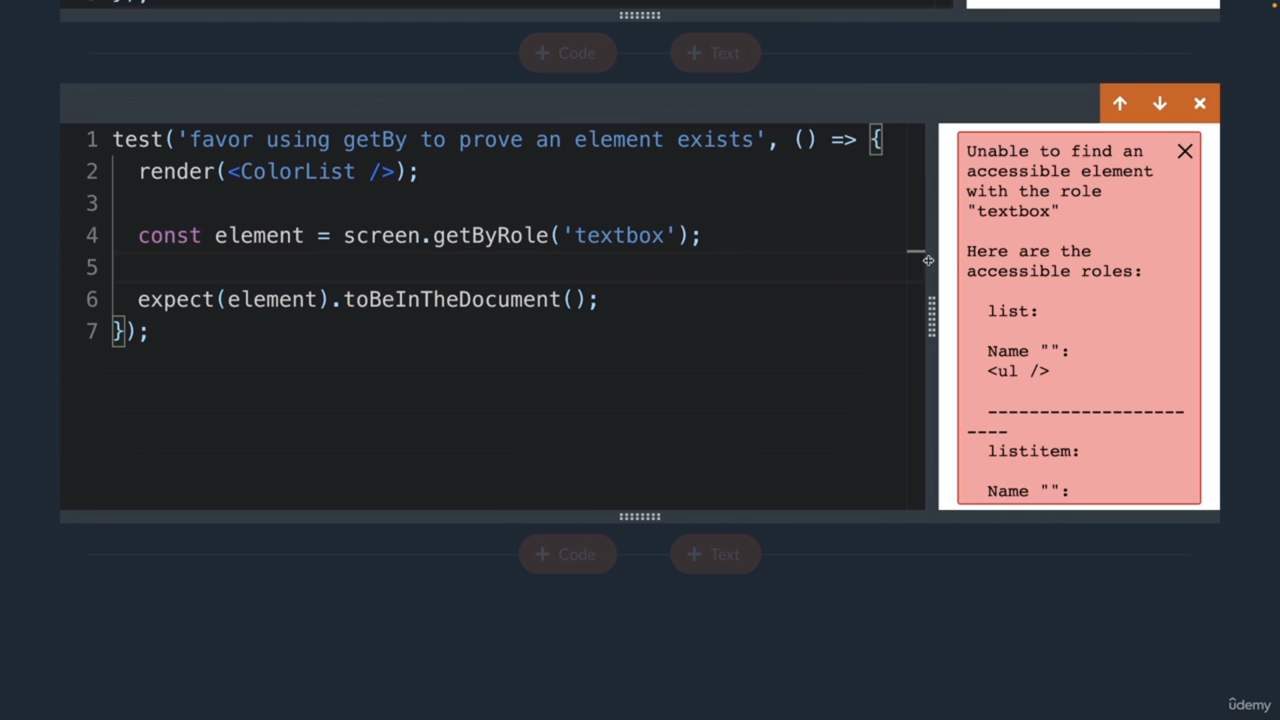 Code
Text
1 test('favor using getBy to prove an element exists', () => {
2 render(<ColorList />);
3
4 const element = screen.getByRole('textbox');
5
6 expect(element).toBeInTheDocument();
7 });
Unable to find an
accessible element
with the role
"textbox"
Here are the
accessible roles:
list:
Name "":
<ul />
-------------------
----
listitem:
Name "":
Code
Text
ûdemy